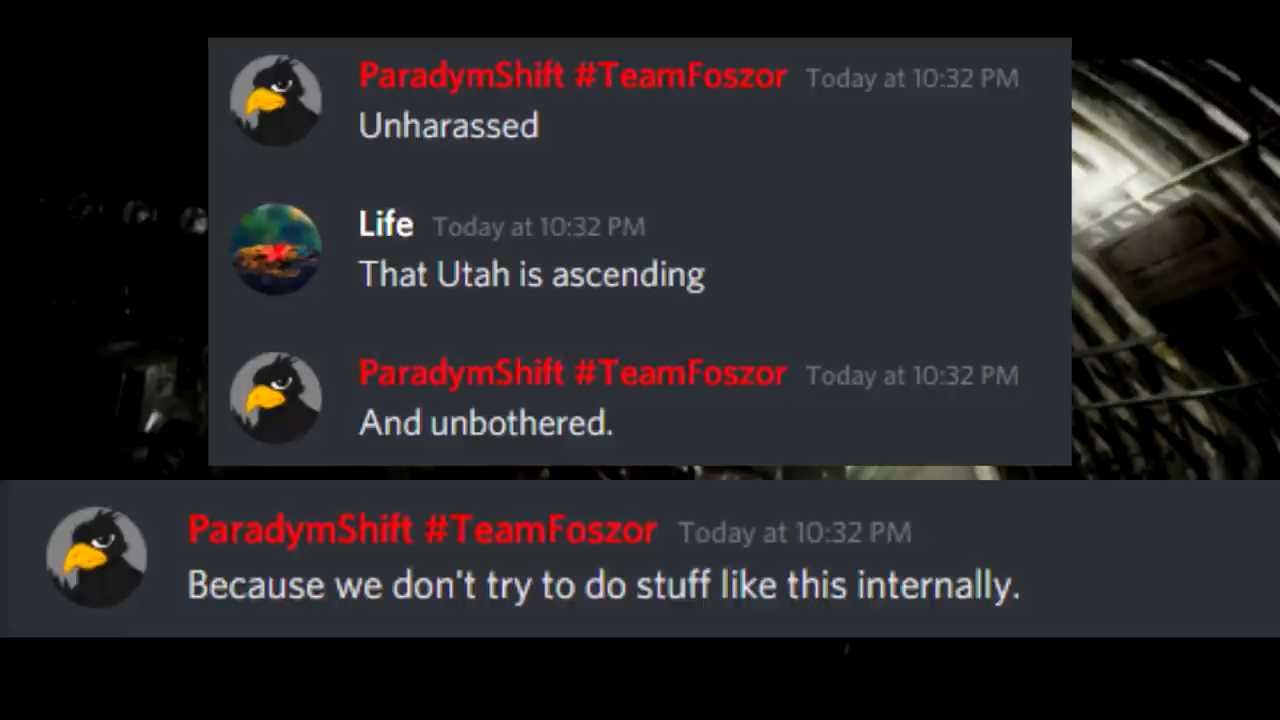 ParadymShift #TeamFoszor Today at 10:32 PM
Unharassed
Life Today at 10:32 PM
That Utah is ascending
ParadymShift #TeamFoszor Today at 10:32 PM
And unbothered.
ParadymShift #TeamFoszor Today at 10:32 PM
Because we don't try to do stuff like this internally.